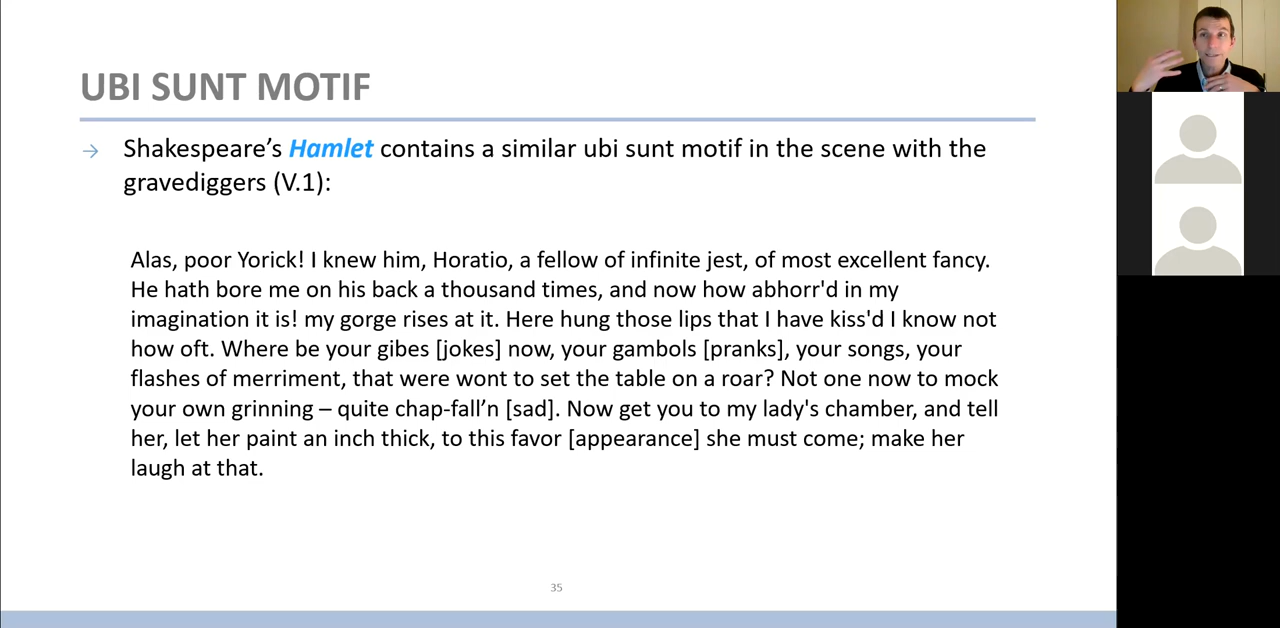 UBI SUNT MOTIF
→ Shakespeare’s Hamlet contains a similar ubi sunt motif in the scene with the
gravediggers (V.1):
Alas, poor Yorick! I knew him, Horatio, a fellow of infinite jest, of most excellent fancy.
He hath bore me on his back a thousand times, and now how abhorr'd in my
imagination it is! my gorge rises at it. Here hung those lips that I have kiss'd I know not
how oft. Where be your gibes [jokes] now, your gambols [pranks], your songs, your
flashes of merriment, that were wont to set the table on a roar? Not one now to mock
your own grinning – quite chap-fall’n [sad]. Now get you to my lady's chamber, and tell
her, let her paint an inch thick, to this favor [appearance] she must come; make her
laugh at that.
35